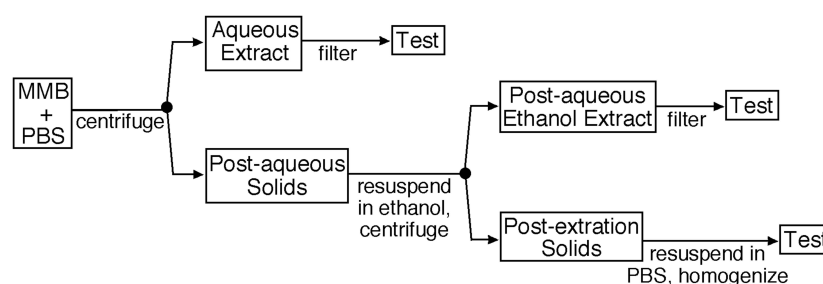 MMB
+
PBS
centrifuge
Aqueous
Extract
filter
Test
Post-aqueous
Solids
resuspend
in ethanol,
centrifuge
Post-aqueous
Ethanol Extract
filter
Test
Post-extration
Solids
resuspend in
PBS, homogenize
Test